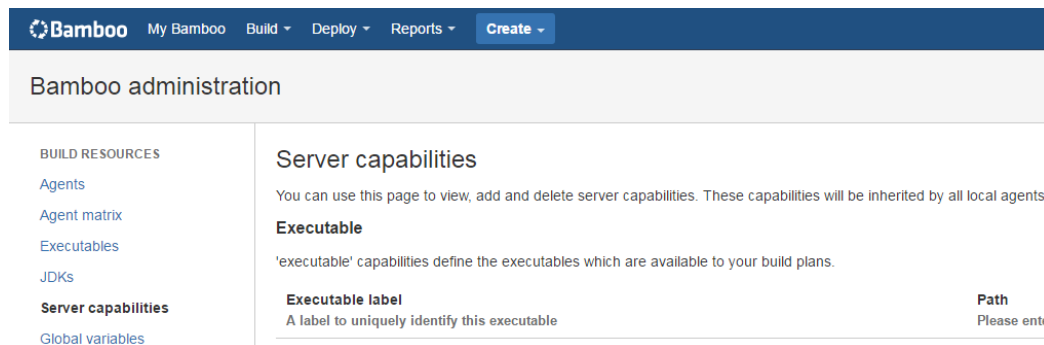 Bamboo My Bamboo Build Deploy Reports Create
Bamboo administration
BUILD RESOURCES
Agents
Agent matrix
Executables
JDKs
Server capabilities
Global variables
Server capabilities
You can use this page to view, add and delete server capabilities. These capabilities will be inherited by all local agents
Executable
'executable' capabilities define the executables which are available to your build plans.
Executable label Path
A label to uniquely identify this executable Please ente